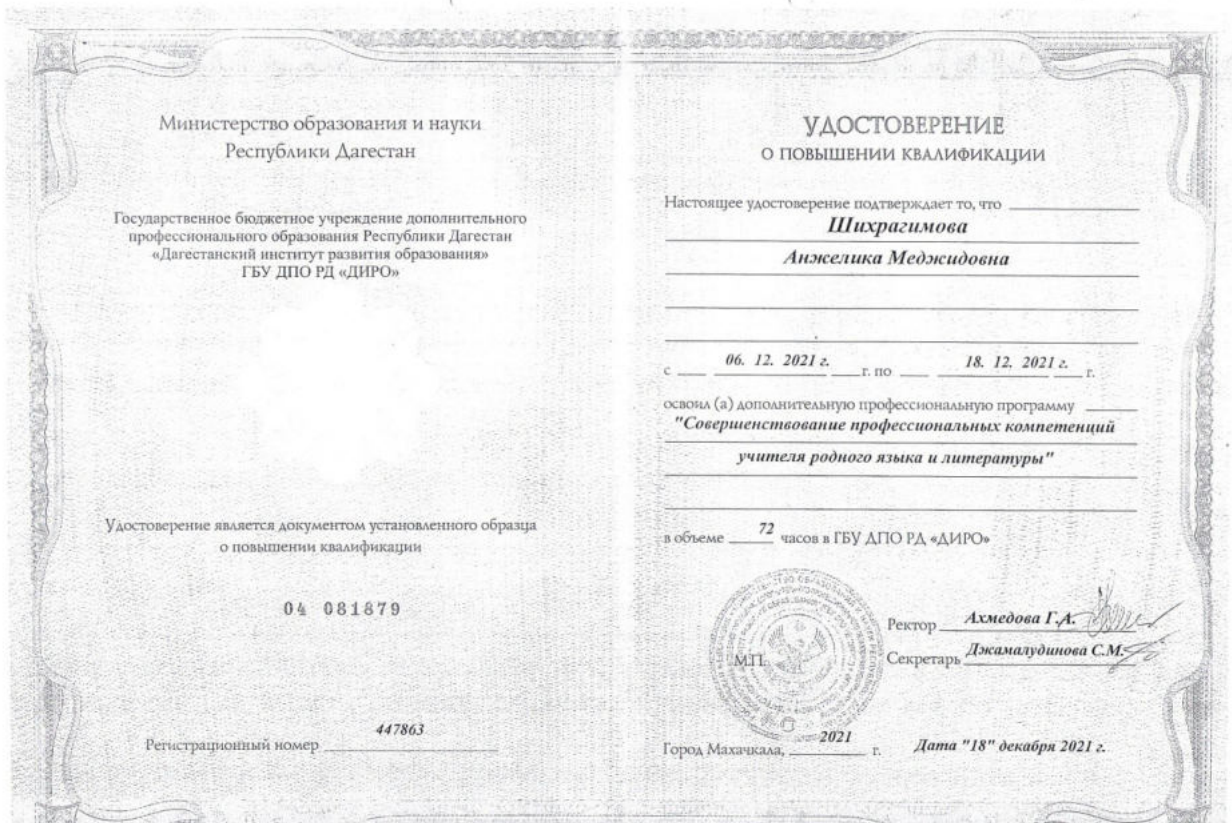 Министерство образования и науки
Республики Дагестан
Государственное бюджетное учреждение дополнительного
профессионального образования Республики Дагестан
«Дагестанский институт развития образования»
ГБУ ДПО РД «ДИРО»
Удостоверение является документом установленного образца
о повышении квалификации
04 081879
Регистрационный номер 447863
УДОСТОВЕРЕНИЕ
О ПОВЫШЕНИИ КВАЛИФИКАЦИИ
Настоящее удостоверение подтверждает то, что
Шихрагимова
Анжелика Меджидовна
с 06. 12. 2021 г. г. по 18. 12. 2021 г. г.
освоил (а) дополнительную профессиональную программу
"Совершенствование профессиональных компетенций
учителя родного языка и литературы"
в объеме 72 часов в ГБУ ДПО РД «ДИРО»
Ректор Ахмедова Г.А.
М.П.
Секретарь Джамалудинова С.М.
Город Махачкала, 2021 г. Дата "18" декабря 2021 г.